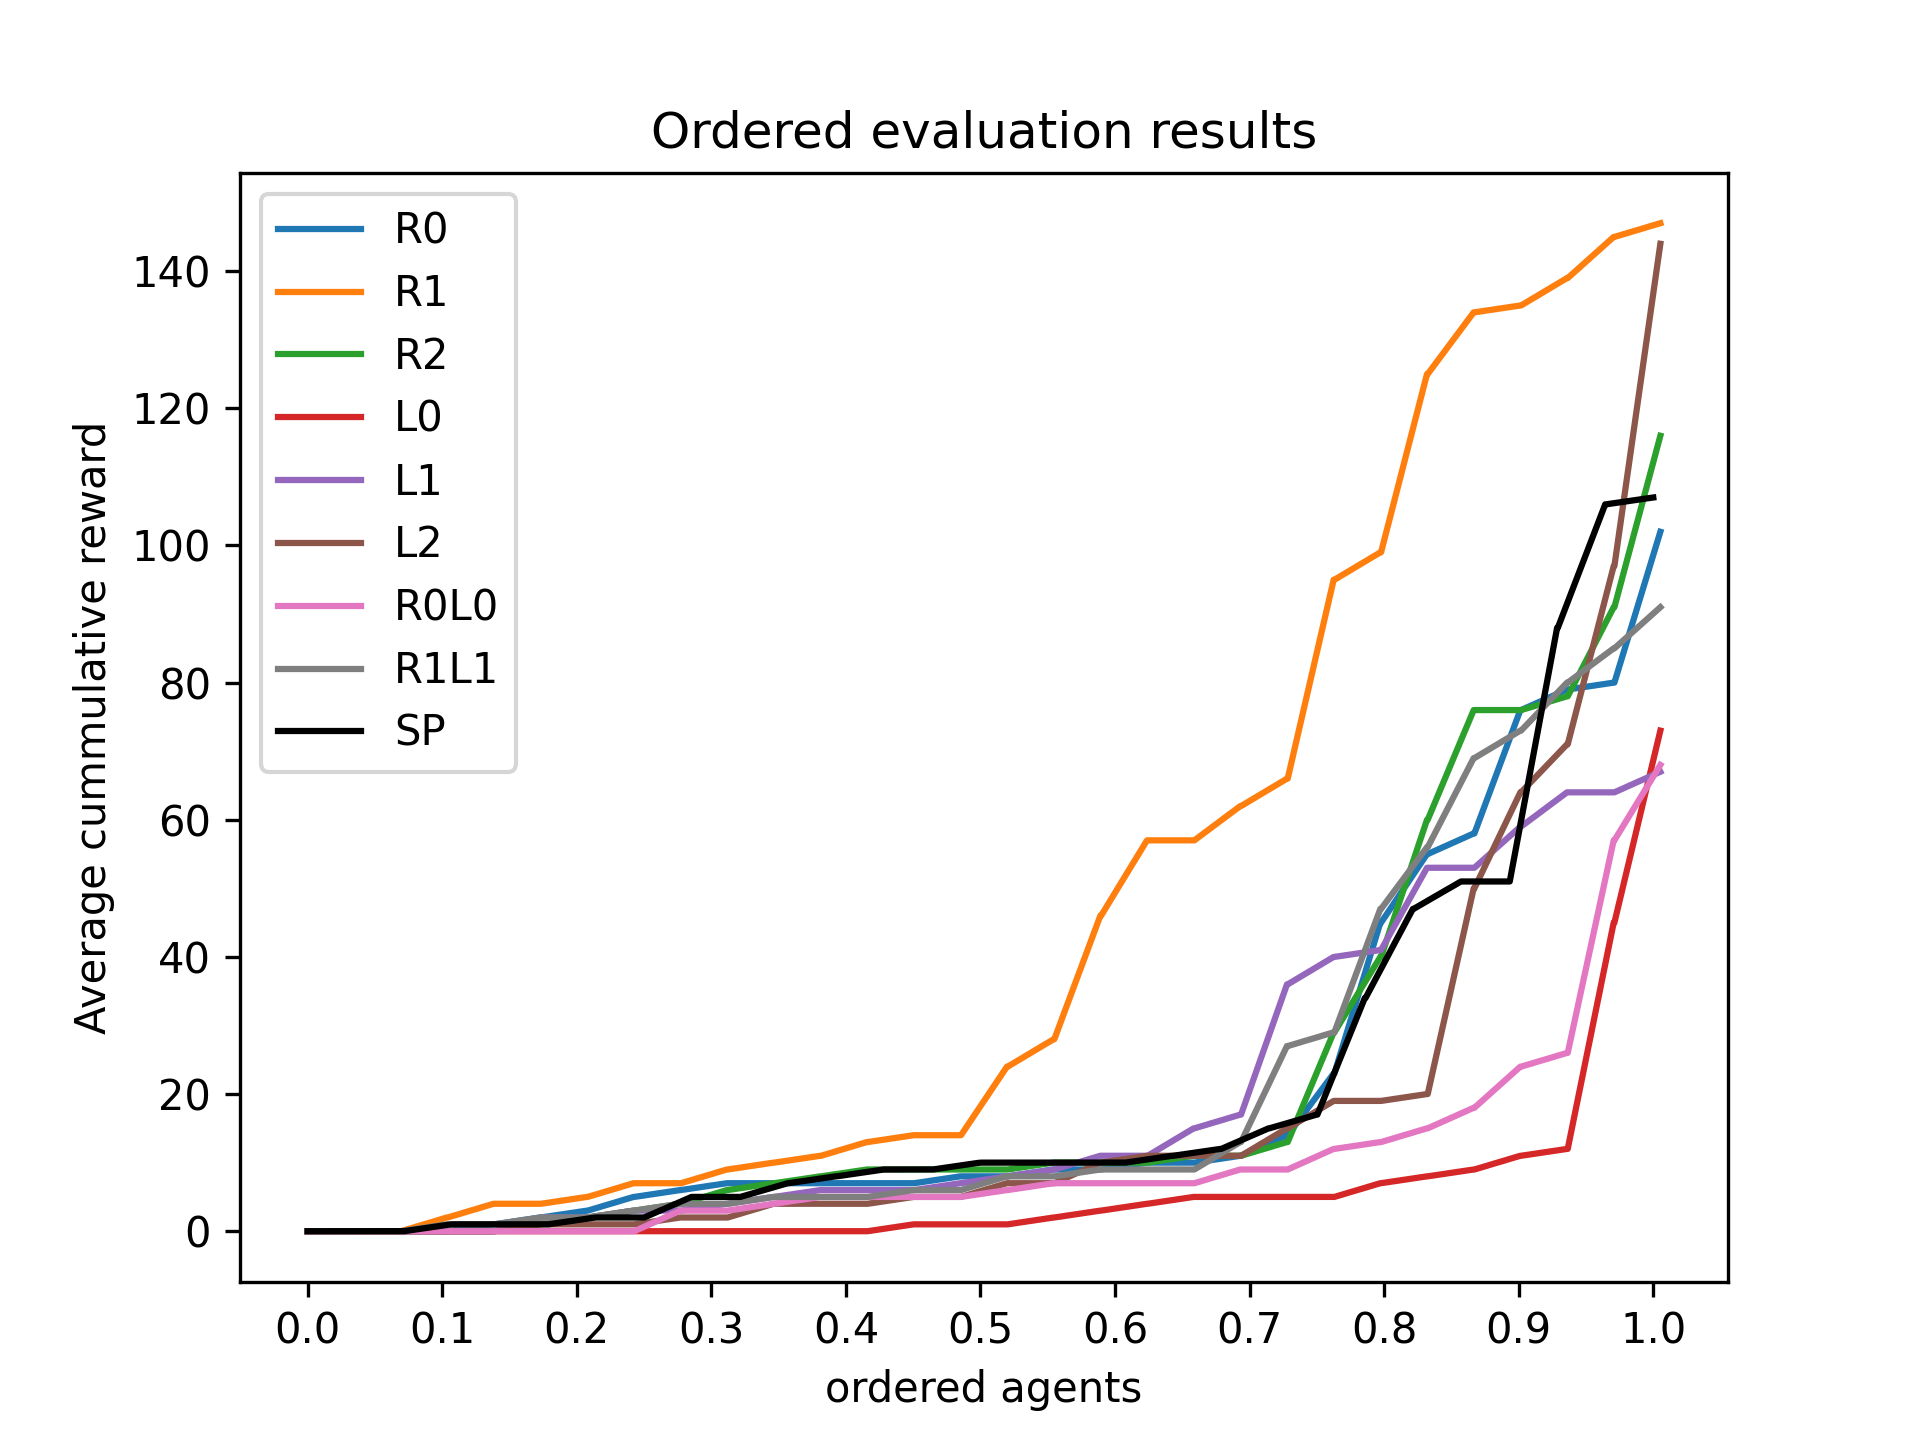 Ordered evaluation results
R0
R1
R2
L0
L1
L2
R0L0
R1L1
SP
Average cummulative reward
140
120
100
80
60
40
20
0
0.0 0.1 0.2 0.3 0.4 0.5 0.6 0.7 0.8 0.9 1.0
ordered agents